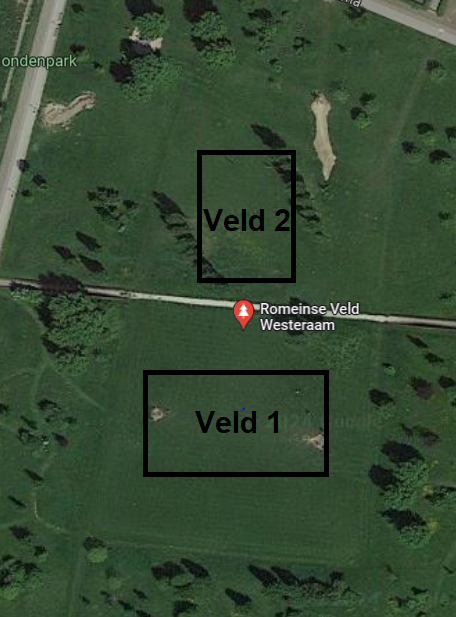 ondenpark
Veld 2
Romeinse Veld
Westeraam
Veld 1